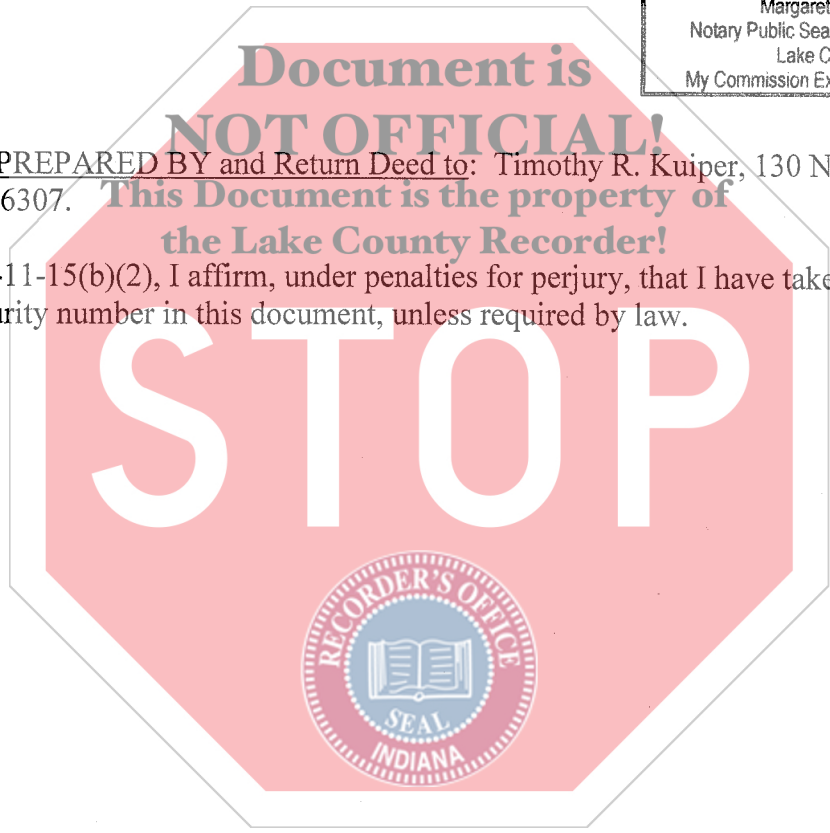 Margaret
Notary Public Sea
Lake C
My Commission Ex
Document is
NOT OFFICIAL!
PREPARED BY and Return Deed to: Timothy R. Kuiper, 130 N
6307.
This Document is the property of
the Lake County Recorder!
-11-15(b)(2), I affirm, under penalties for perjury, that I have take
urity number in this document, unless required by law.
STOP
RECORDER'S OFFICE
SEAL
INDIANA